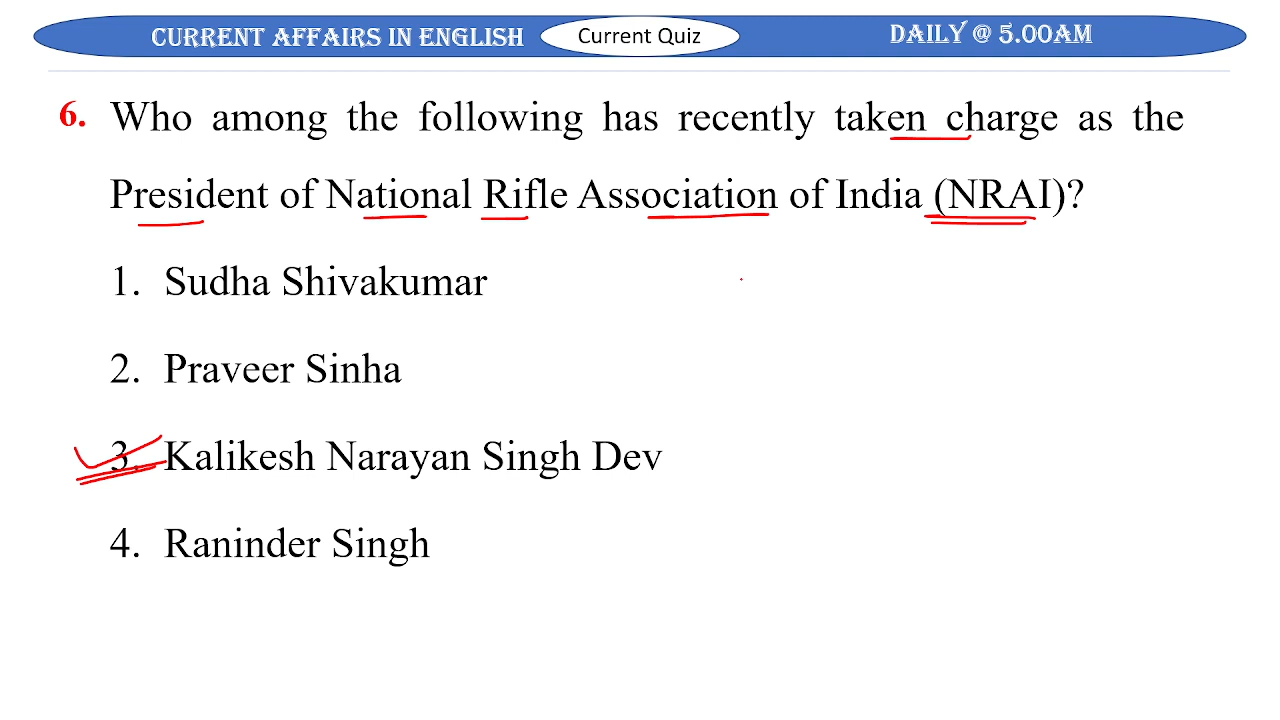 CURRENT AFFAIRS IN ENGLISH
Current Quiz
DAILY @ 5.00AM
6. Who among the following has recently taken charge as the
President of National Rifle Association of India (NRAI)?
1. Sudha Shivakumar
2. Praveer Sinha
3. Kalikesh Narayan Singh Dev
4. Raninder Singh